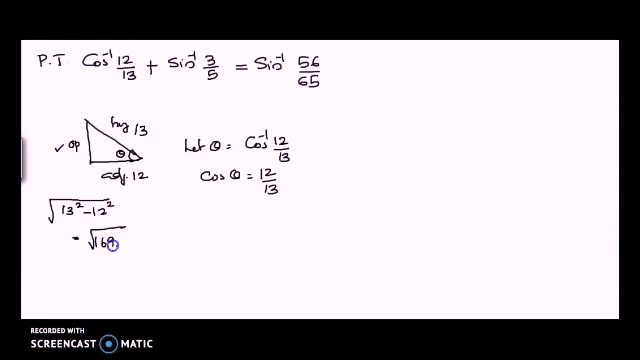 P.T. Cos⁻¹ 12/13 + Sin⁻¹ 3/5 = Sin⁻¹ 56/65
hyp 13
✓ op
θ
adj. 12
Let θ = Cos⁻¹ 12/13
Cos θ = 12/13
√(13² − 12²)
= √169
RECORDED WITH
SCREENCAST MATIC